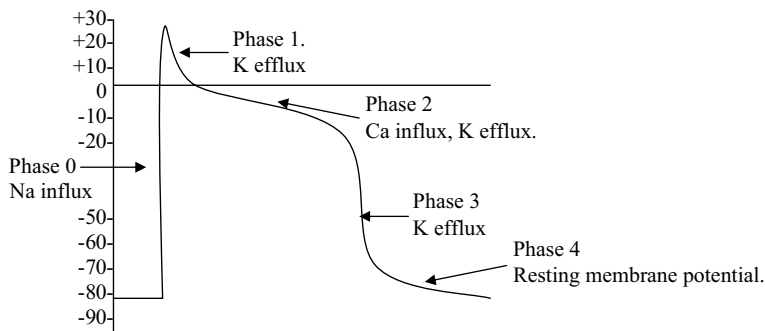 +30
+20
+10
0
-10
-20
-50
-60
-70
-80
-90
Phase 1.
K efflux
Phase 2
Ca influx, K efflux.
Phase 0
Na influx
Phase 3
K efflux
Phase 4
Resting membrane potential.